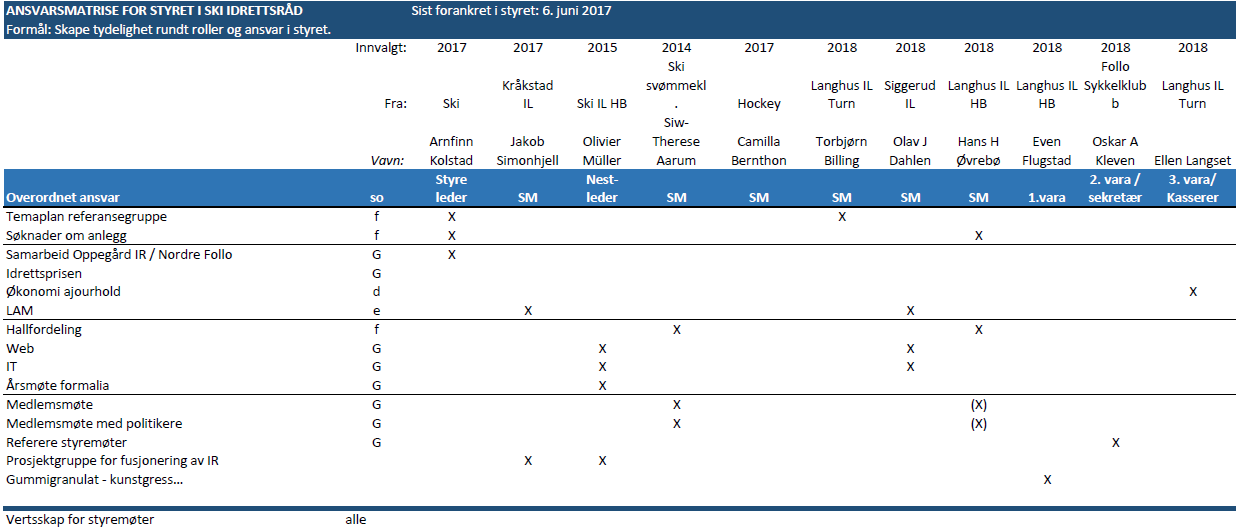 ANSVARSMATRISE FOR STYRET I SKI IDRETTSRÅD Sist forankret i styret: 6. juni 2017
Formål: Skape tydelighet rundt roller og ansvar i styret.
Innvalgt: 2017 2017 2015 2014 2017 2018 2018 2018 2018 2018 2018
Ski Follo
Kråkstad svømmekl Langhus IL Siggerud Langhus IL Langhus IL Sykkelklub Langhus IL
Fra: Ski IL Ski IL HB . Hockey Turn IL HB HB b Turn
Siw-
Arnfinn Jakob Olivier Therese Camilla Torbjørn Olav J Hans H Even Oskar A
Vavn: Kolstad Simonhjell Müller Aarum Bernthon Billing Dahlen Øvrebø Flugstad Kleven Ellen Langset
Styre Nest- 2. vara / 3. vara/
Overordnet ansvar so leder SM leder SM SM SM SM SM 1.vara sekretær Kasserer
Temaplan referansegruppe f X X
Søknader om anlegg f X X
Samarbeid Oppegård IR / Nordre Follo G X
Idrettsprisen G
Økonomi ajourhold d X
LAM e X X
Hallfordeling f X X
Web G X X
IT G X X
Årsmøte formalia G X
Medlemsmøte G X (X)
Medlemsmøte med politikere G X (X)
Referere styremøter G X
Prosjektgruppe for fusjonering av IR X X
Gummigranulat - kunstgress... X
Vertsskap for styremøter alle